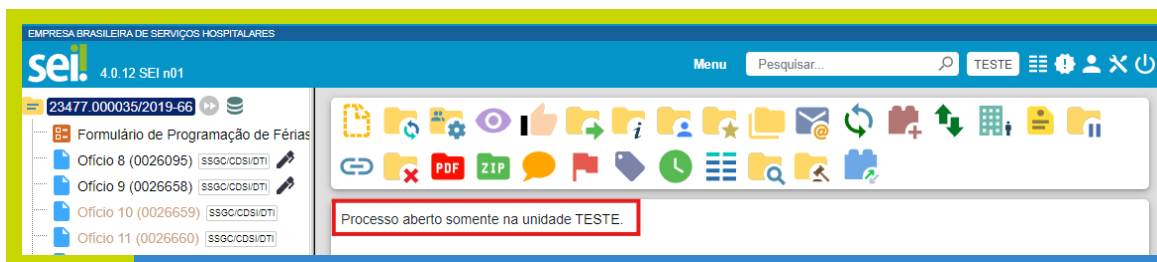 EMPRESA BRASILEIRA DE SERVIÇOS HOSPITALARES
sei! 4.0.12 SEI n01
Menu
Pesquisar...
TESTE
23477.000035/2019-66
Formulário de Programação de Férias
Ofício 8 (0026095) SSGC/CDSI/DTI
Ofício 9 (0026658) SSGC/CDSI/DTI
Ofício 10 (0026659) SSGC/CDSI/DTI
Ofício 11 (0026660) SSGC/CDSI/DTI
PDF
ZIP
Processo aberto somente na unidade TESTE.